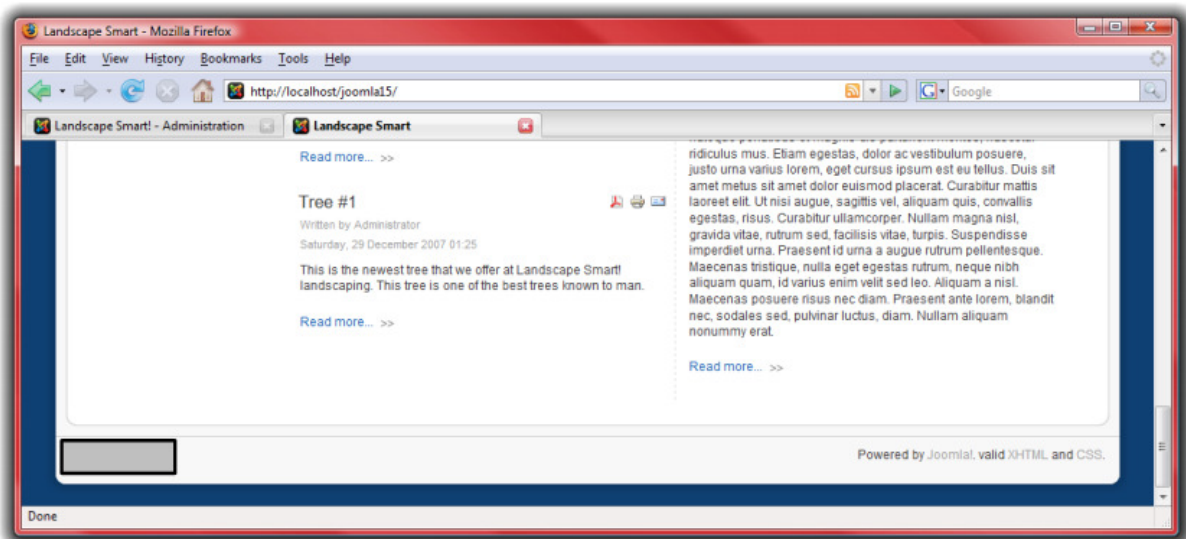 Landscape Smart - Mozilla Firefox
File Edit View History Bookmarks Tools Help
http://localhost/joomla15/
Google
Landscape Smart! - Administration
Landscape Smart
Read more... >>
Tree #1
Written by Administrator
Saturday, 29 December 2007 01:25
This is the newest tree that we offer at Landscape Smart!
landscaping. This tree is one of the best trees known to man.
Read more... >>
ridiculus mus. Etiam egestas, dolor ac vestibulum posuere,
justo urna varius lorem, eget cursus ipsum est eu tellus. Duis sit
amet metus sit amet dolor euismod placerat. Curabitur mattis
laoreet elit. Ut nisi augue, sagittis vel, aliquam quis, convallis
egestas, risus. Curabitur ullamcorper. Nullam magna nisl,
gravida vitae, rutrum sed, facilisis vitae, turpis. Suspendisse
imperdiet urna. Praesent id urna a augue rutrum pellentesque.
Maecenas tristique, nulla eget egestas rutrum, neque nibh
aliquam quam, id varius enim velit sed leo. Aliquam a nisl.
Maecenas posuere risus nec diam. Praesent ante lorem, blandit
nec, sodales sed, pulvinar luctus, diam. Nullam aliquam
nonummy erat.
Read more... >>
Powered by Joomla!. valid XHTML and CSS.
Done